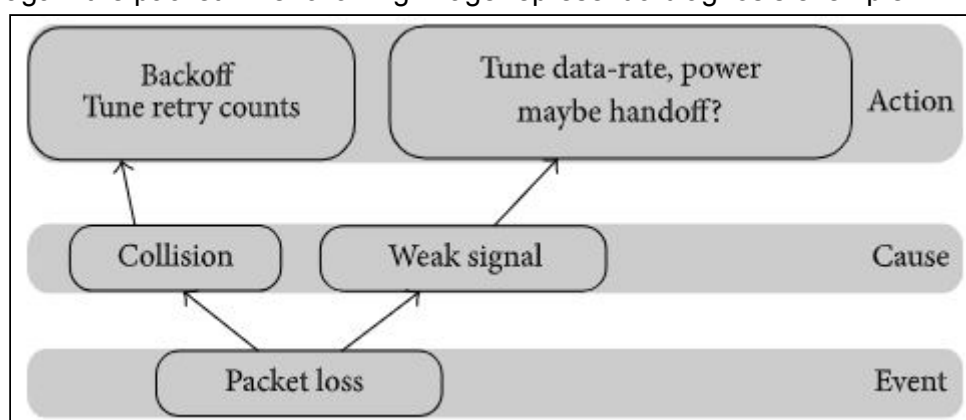 Backoff
Tune retry counts
Tune data-rate, power
maybe handoff?
Action
Collision
Weak signal
Cause
Packet loss
Event